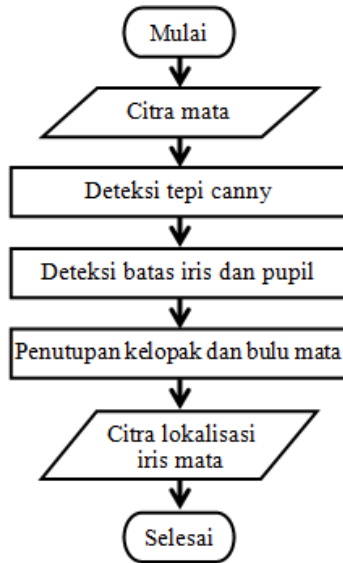 Mulai
Citra mata
Deteksi tepi canny
Deteksi batas iris dan pupil
Penutupan kelopak dan bulu mata
Citra lokalisasi
iris mata
Selesai